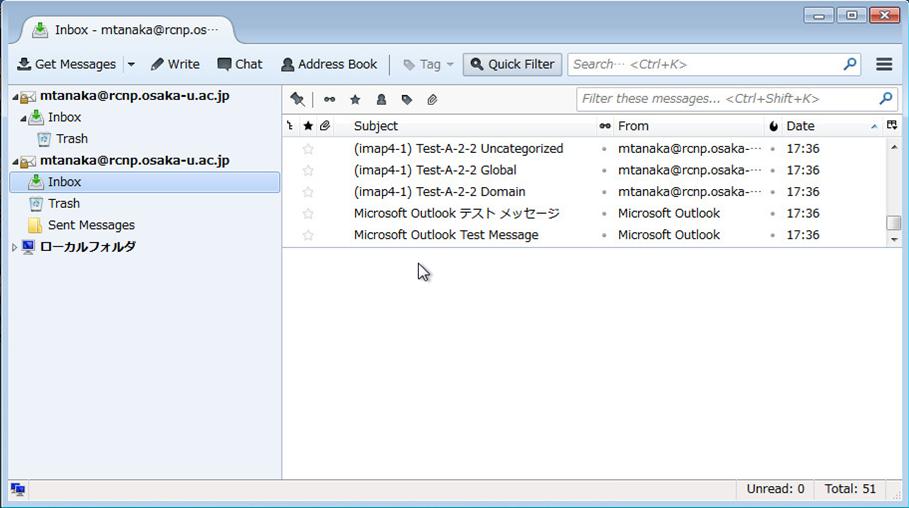 Inbox - mtanaka@rcnp.os…
Get Messages Write Chat Address Book Tag Quick Filter Search… <Ctrl+K>
mtanaka@rcnp.osaka-u.ac.jp
Inbox
Trash
mtanaka@rcnp.osaka-u.ac.jp
Inbox
Trash
Sent Messages
ローカルフォルダ
Filter these messages... <Ctrl+Shift+K>
Subject From Date
(imap4-1) Test-A-2-2 Uncategorized mtanaka@rcnp.osaka-… 17:36
(imap4-1) Test-A-2-2 Global mtanaka@rcnp.osaka-… 17:36
(imap4-1) Test-A-2-2 Domain mtanaka@rcnp.osaka-… 17:36
Microsoft Outlook テスト メッセージ Microsoft Outlook 17:36
Microsoft Outlook Test Message Microsoft Outlook 17:36
Unread: 0 Total: 51